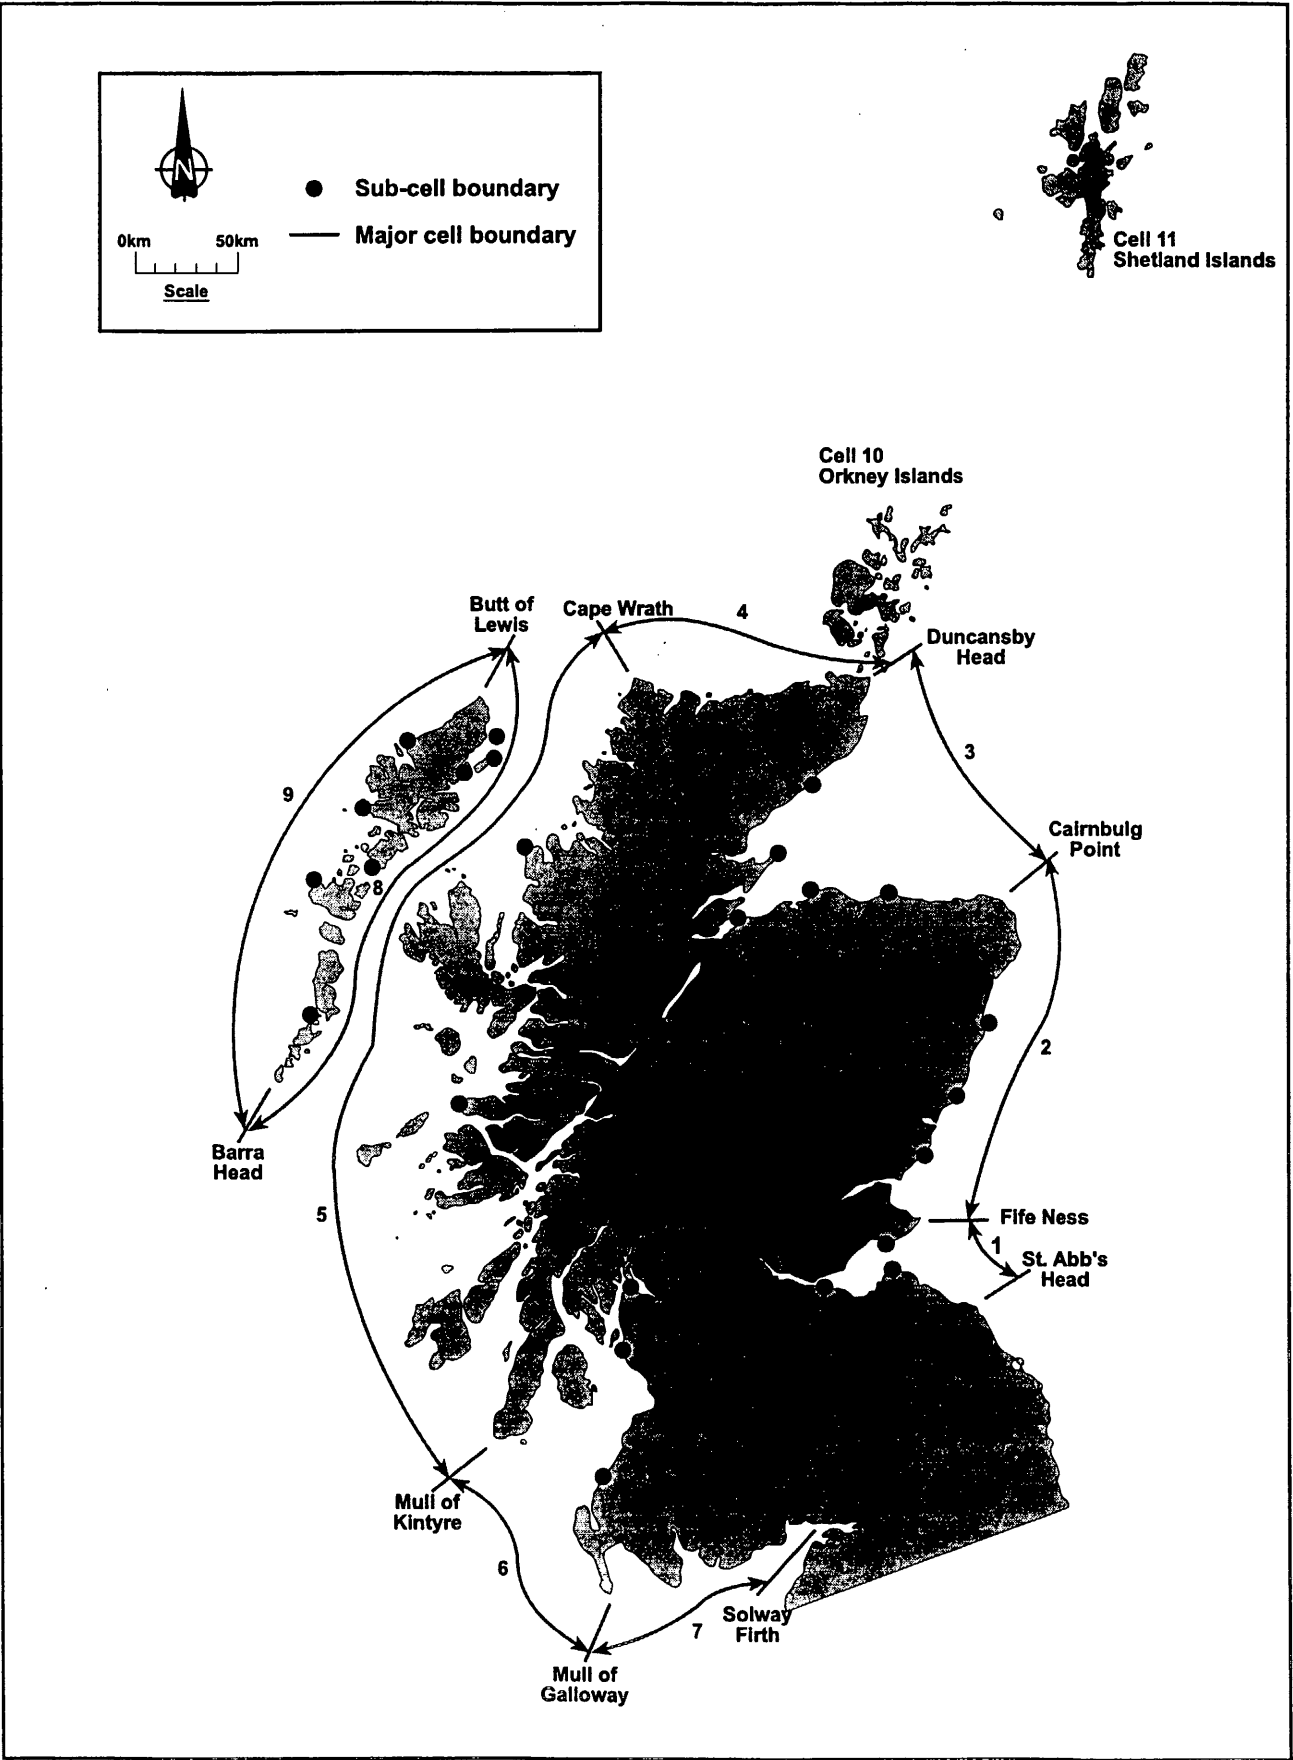 N
Sub-cell boundary
Major cell boundary
0km 50km
Scale
Cell 11
Shetland Islands
Cell 10
Orkney Islands
Butt of
Lewis
Cape Wrath
4
Duncansby
Head
3
9
Cairnbulg
Point
8
2
Barra
Head
5
Fife Ness
1
St. Abb's
Head
Mull of
Kintyre
6
Solway
Firth
7
Mull of
Galloway